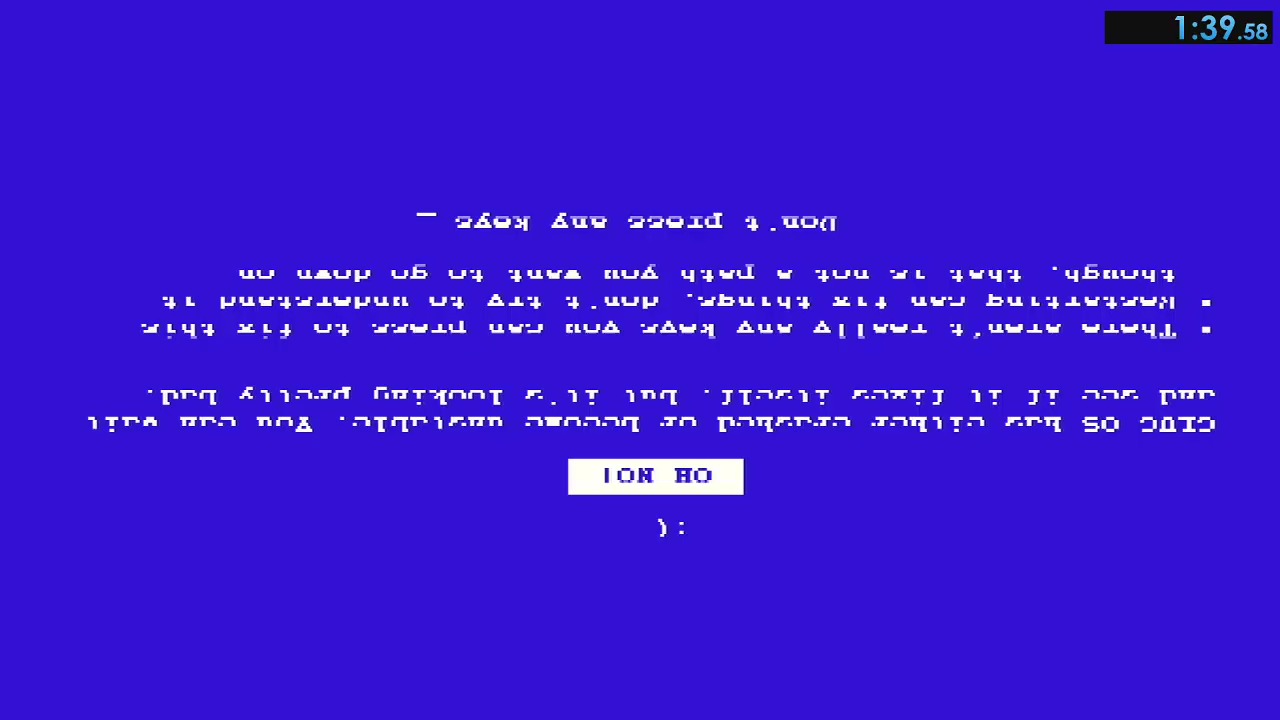 :(
OH NO!
OS has either crashed or become unstable. You can wait
and see if it fixes itself, but it's looking pretty bad.
• There aren't really any keys you can press to fix this
• Restarting can fix things, don't try to understand it
though, that is not a path you want to go down on
Don't press any keys _
1:39.58